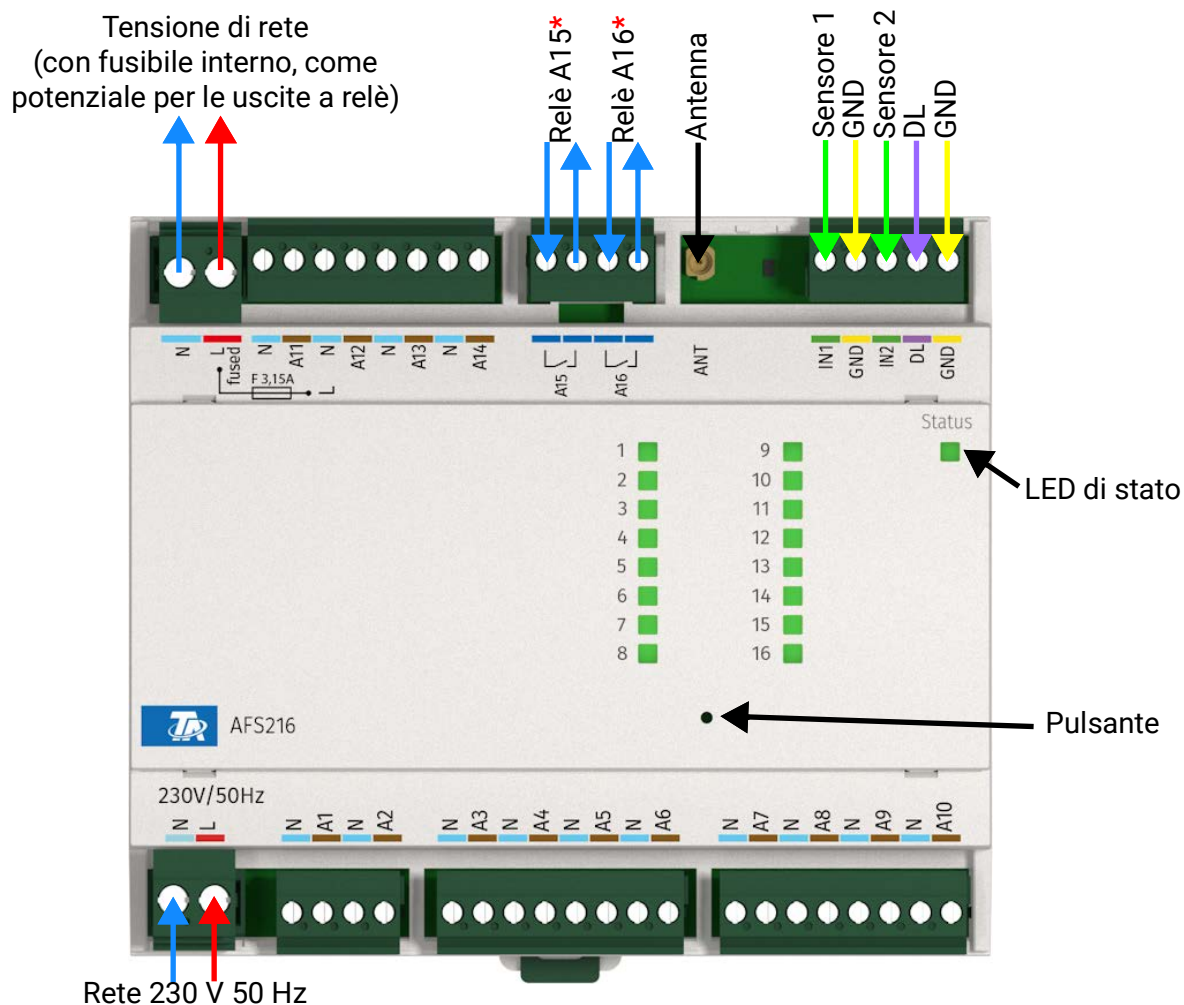 Tensione di rete
(con fusibile interno, come
potenziale per le uscite a relè)
Relè A15*
Relè A16*
Antenna
Sensore 1
GND
Sensore 2
DL
GND
N
L
fused
N
A11
N
A12
N
A13
N
A14
A15
A16
ANT
IN1
GND
IN2
DL
GND
F 3,15A
L
Status
1 9
2 10
3 11
4 12
5 13
6 14
7 15
8 16
LED di stato
TA AFS216
Pulsante
230V/50Hz
N L N A1 N A2 N A3 N A4 N A5 N A6 N A7 N A8 N A9 N A10
Rete 230 V 50 Hz